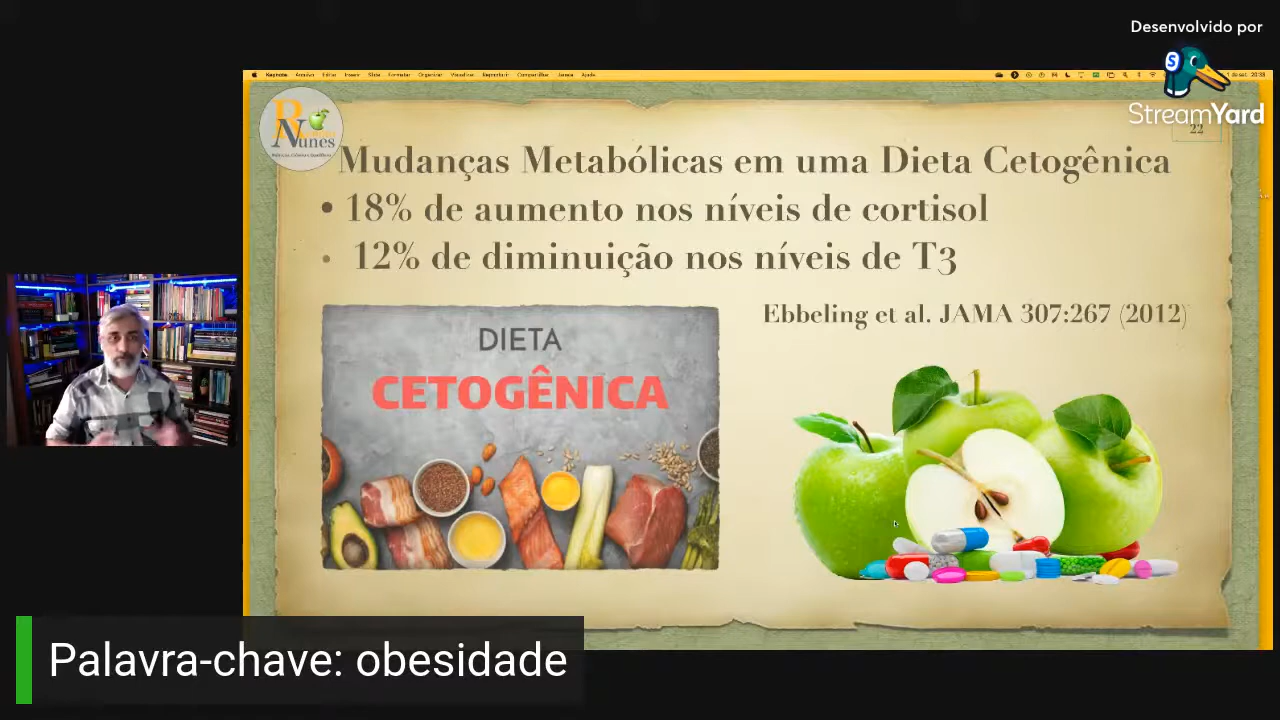 Desenvolvido por
StreamYard
22
R
Nunes
Mudanças Metabólicas em uma Dieta Cetogênica
• 18% de aumento nos níveis de cortisol
• 12% de diminuição nos níveis de T3
Ebbeling et al. JAMA 307:267 (2012)
DIETA
CETOGÊNICA
Palavra-chave: obesidade